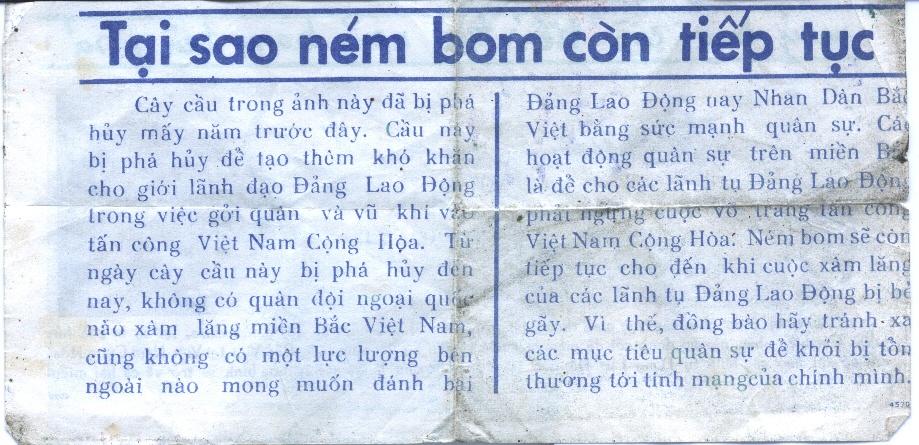 Tại sao ném bom còn tiếp tục
Cây cầu trong ảnh này đã bị phá
hủy mấy năm trước đây. Cầu này
bị phá hủy để tạo thêm khó khăn
cho giới lãnh đạo Đảng Lao Động
trong việc gởi quân và vũ khí vào
tấn công Việt Nam Cộng Hòa. Từ
ngày cây cầu này bị phá hủy đến
nay, không có quân đội ngoại quốc
nào xâm lăng miền Bắc Việt Nam,
cũng không có một lực lượng bên
ngoài nào mong muốn đánh bại
Đảng Lao Động nay Nhan Dân Bắ
Việt bằng sức mạnh quân sự. Các
hoạt động quân sự trên miền Bắ
là để cho các lãnh tụ Đảng Lao Động
phải ngưng cuộc võ trang tấn công
Việt Nam Cộng Hòa. Ném bom sẽ còn
tiếp tục cho đến khi cuộc xâm lăng
của các lãnh tụ Đảng Lao Động bị bẻ
gãy. Vì thế, đồng bào hãy tránh xa
các mục tiêu quân sự để khỏi bị tổn
thương tới tính mạng của chính mình.
4570